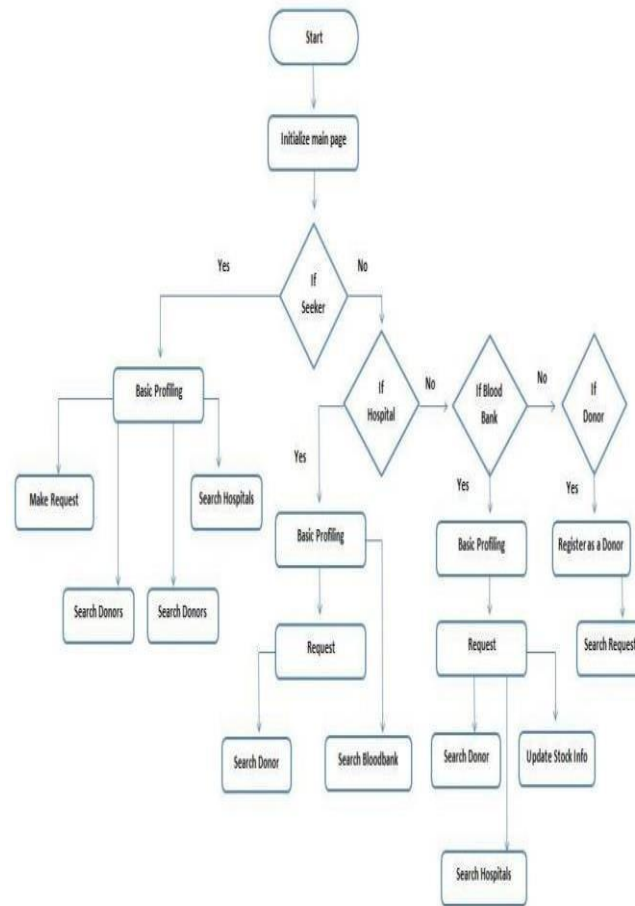 Start
Initialize main page
Yes
No
If
Seeker
Basic Profiling
If
Hospital
No
If Blood
Bank
No
If
Donor
Make Request
Search Hospitals
Yes
Yes
Yes
Basic Profiling
Basic Profiling
Register as a Donor
Search Donors
Search Donors
Request
Request
Search Request
Search Donor
Search Bloodbank
Search Donor
Update Stock Info
Search Hospitals